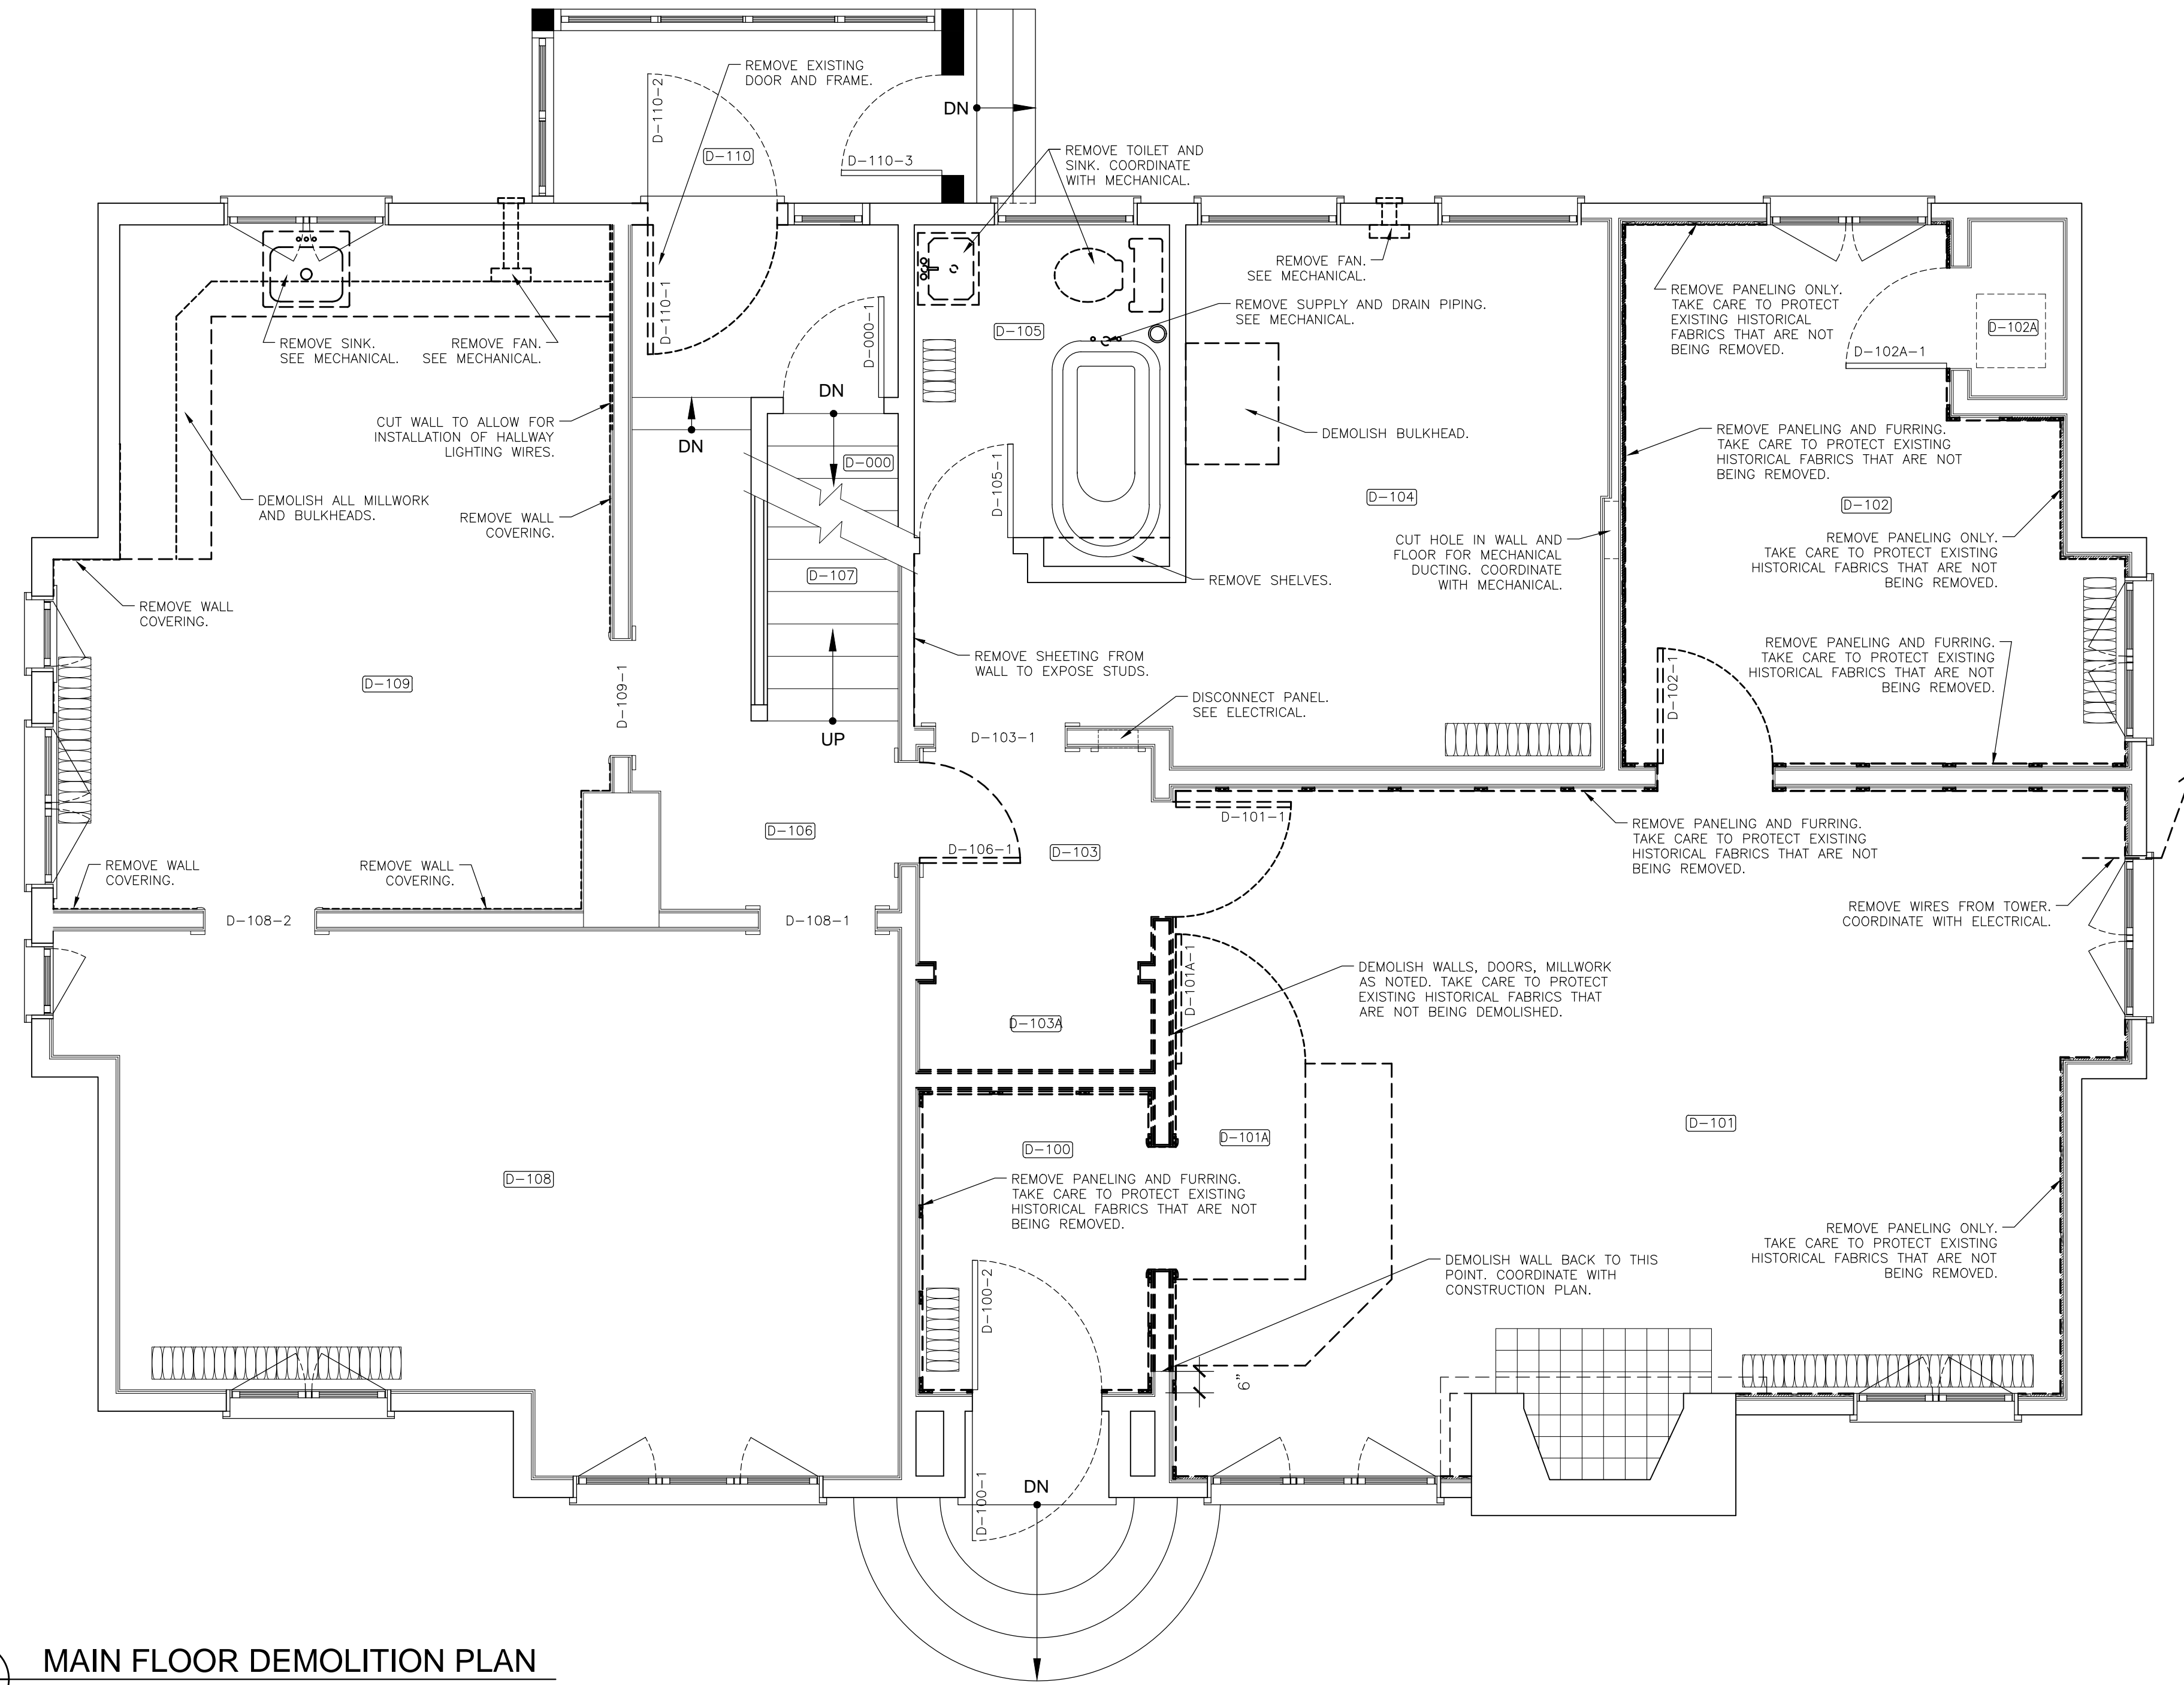 REMOVE EXISTING
DOOR AND FRAME.
D-110-2
D-110
D-110-3
DN
REMOVE TOILET AND
SINK. COORDINATE
WITH MECHANICAL.
D-110-1
D-000-1
REMOVE SINK.
SEE MECHANICAL.
REMOVE FAN.
SEE MECHANICAL.
CUT WALL TO ALLOW FOR
INSTALLATION OF HALLWAY
LIGHTING WIRES.
DEMOLISH ALL MILLWORK
AND BULKHEADS.
REMOVE WALL
COVERING.
REMOVE WALL
COVERING.
DN
DN
D-000
D-107
UP
D-105
REMOVE SUPPLY AND DRAIN PIPING.
SEE MECHANICAL.
REMOVE FAN.
SEE MECHANICAL.
DEMOLISH BULKHEAD.
D-105-1
D-104
REMOVE SHELVES.
CUT HOLE IN WALL AND
FLOOR FOR MECHANICAL
DUCTING. COORDINATE
WITH MECHANICAL.
REMOVE SHEETING FROM
WALL TO EXPOSE STUDS.
DISCONNECT PANEL.
SEE ELECTRICAL.
D-103-1
REMOVE PANELING ONLY.
TAKE CARE TO PROTECT
EXISTING HISTORICAL
FABRICS THAT ARE NOT
BEING REMOVED.
D-102A
D-102A-1
REMOVE PANELING AND FURRING.
TAKE CARE TO PROTECT EXISTING
HISTORICAL FABRICS THAT ARE NOT
BEING REMOVED.
D-102
REMOVE PANELING ONLY.
TAKE CARE TO PROTECT EXISTING
HISTORICAL FABRICS THAT ARE NOT
BEING REMOVED.
REMOVE PANELING AND FURRING.
TAKE CARE TO PROTECT EXISTING
HISTORICAL FABRICS THAT ARE NOT
BEING REMOVED.
D-102-1
D-109
D-109-1
D-106
D-106-1
D-103
D-101-1
REMOVE PANELING AND FURRING.
TAKE CARE TO PROTECT EXISTING
HISTORICAL FABRICS THAT ARE NOT
BEING REMOVED.
REMOVE WALL
COVERING.
REMOVE WALL
COVERING.
D-108-2
D-108-1
REMOVE WIRES FROM TOWER.
COORDINATE WITH ELECTRICAL.
D-101A-1
DEMOLISH WALLS, DOORS, MILLWORK
AS NOTED. TAKE CARE TO PROTECT
EXISTING HISTORICAL FABRICS THAT
ARE NOT BEING DEMOLISHED.
D-103A
D-101
D-101A
D-100
D-108
REMOVE PANELING AND FURRING.
TAKE CARE TO PROTECT EXISTING
HISTORICAL FABRICS THAT ARE NOT
BEING REMOVED.
REMOVE PANELING ONLY.
TAKE CARE TO PROTECT EXISTING
HISTORICAL FABRICS THAT ARE NOT
BEING REMOVED.
DEMOLISH WALL BACK TO THIS
POINT. COORDINATE WITH
CONSTRUCTION PLAN.
D-100-2
6"
D-100-1
DN
MAIN FLOOR DEMOLITION PLAN